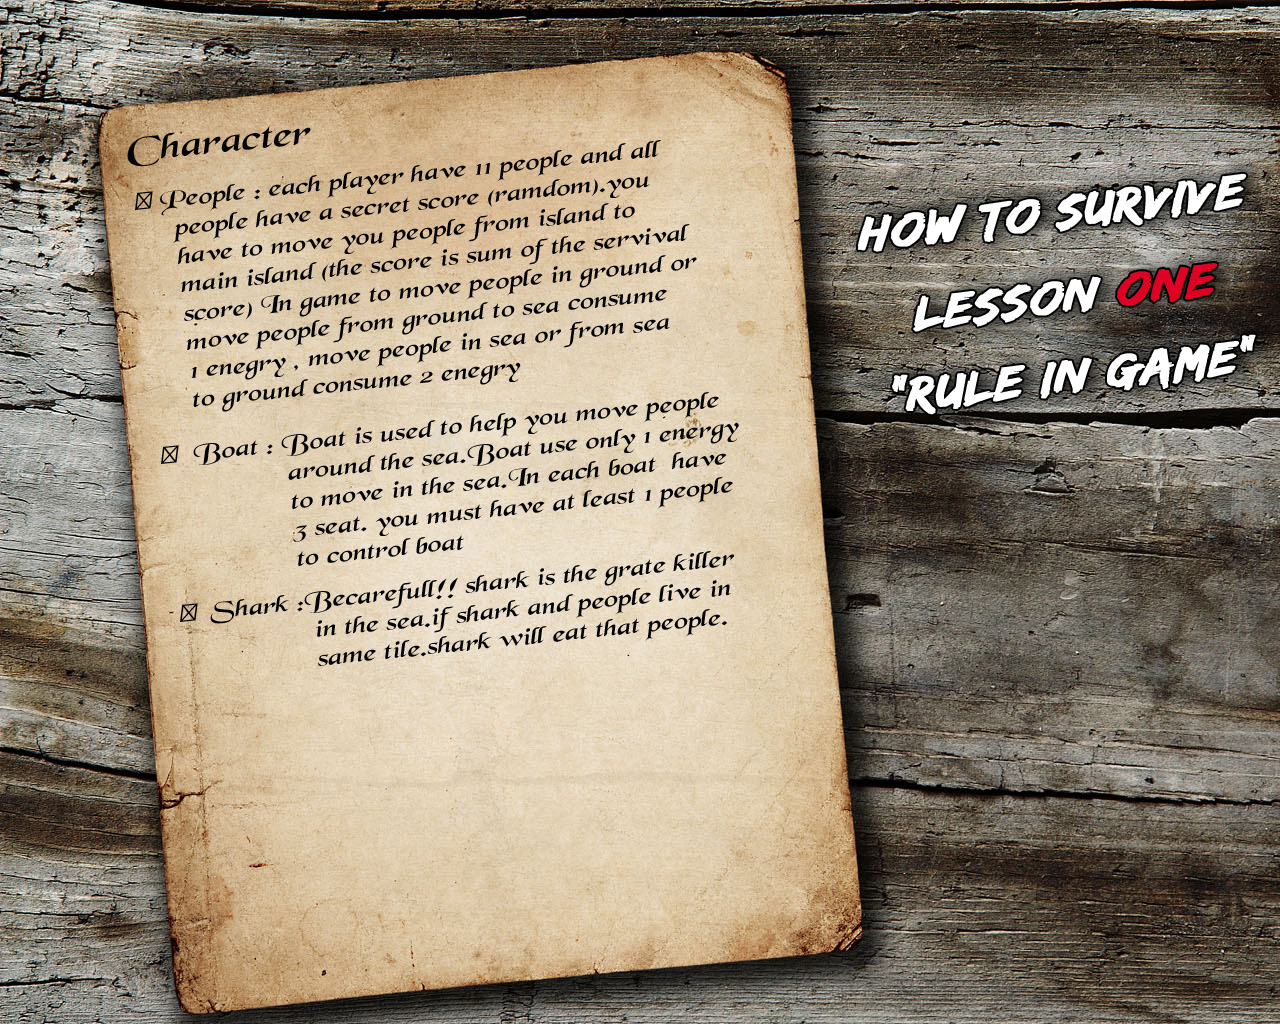 Character
People : each player have 11 people and all
people have a secret score (ramdom).you
have to move you people from island to
main island (the score is sum of the servival
score) In game to move people in ground or
move people from ground to sea consume
1 enegry , move people in sea or from sea
to ground consume 2 enegry
Boat : Boat is used to help you move people
around the sea.Boat use only 1 energy
to move in the sea.In each boat have
3 seat. you must have at least 1 people
to control boat
- Shark :Becarefull!! shark is the grate killer
in the sea.if shark and people live in
same tile.shark will eat that people.
HOW TO SURVIVE
LESSON ONE
"RULE IN GAME"